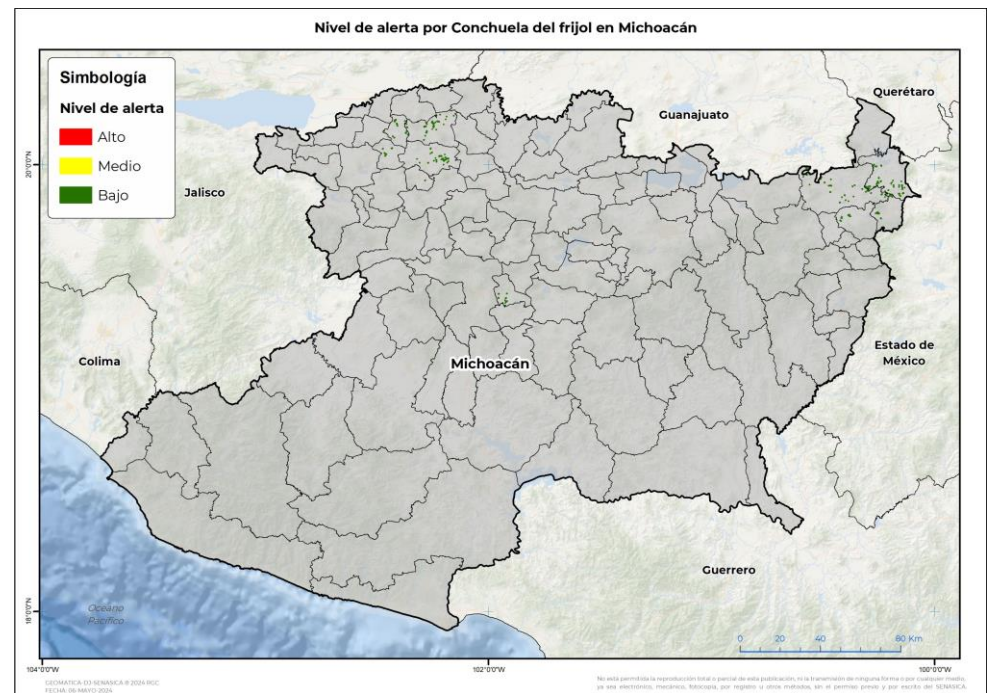 Nivel de alerta por Conchuela del frijol en Michoacán
Simbología
Nivel de alerta
Alto
Medio
Bajo
Querétaro
Guanajuato
Jalisco
20°0'0"N
Colima
Michoacán
Estado de
México
Guerrero
18°0'0"N
Océano
Pacífico
0 20 40 80 Km
104°0'0"W
102°0'0"W
100°0'0"W
GEOMÁTICA-DJ-SENASICA ® 2024 RGC
FECHA: 06-MAYO-2024
No está permitida la reproducción total o parcial de esta publicación, ni la transmisión de ninguna forma o por cualquier medio,
ya sea electrónico, mecánico, fotocopia, por registro u otros métodos, sin el permiso previo y por escrito del SENASICA.